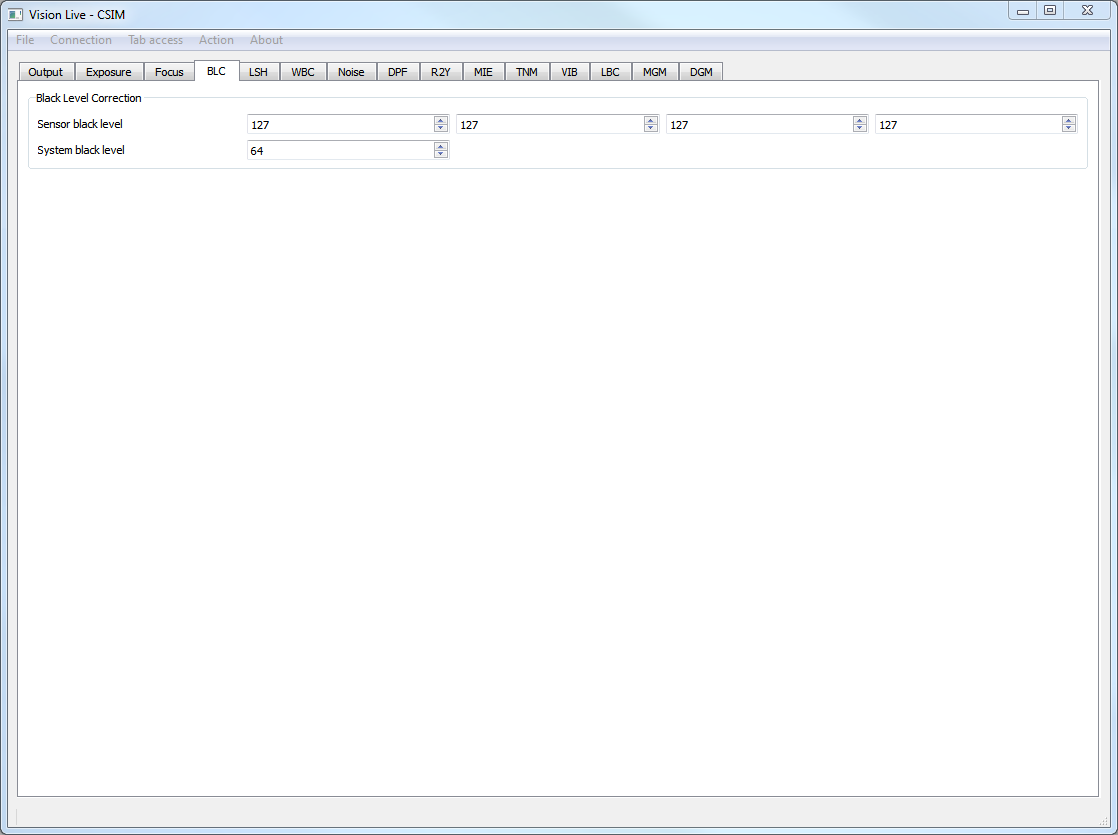 Vision Live - CSIM
File Connection Tab access Action About
Output Exposure Focus BLC LSH WBC Noise DPF R2Y MIE TNM VIB LBC MGM DGM
Black Level Correction
Sensor black level 127 127 127 127
System black level 64